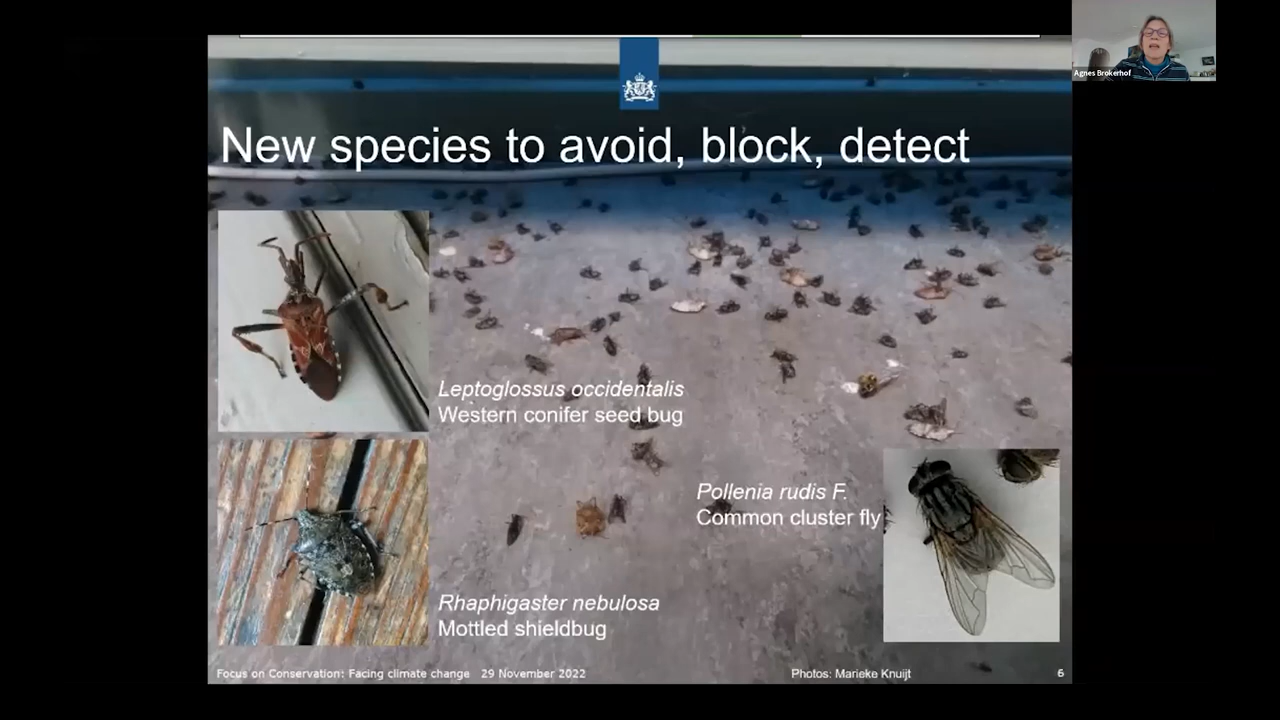 Agnes Brokerhof
New species to avoid, block, detect
Leptoglossus occidentalis
Western conifer seed bug
Pollenia rudis F.
Common cluster fly
Rhaphigaster nebulosa
Mottled shieldbug
Focus on Conservation: Facing climate change 29 November 2022
Photos: Marieke Knuijt
6